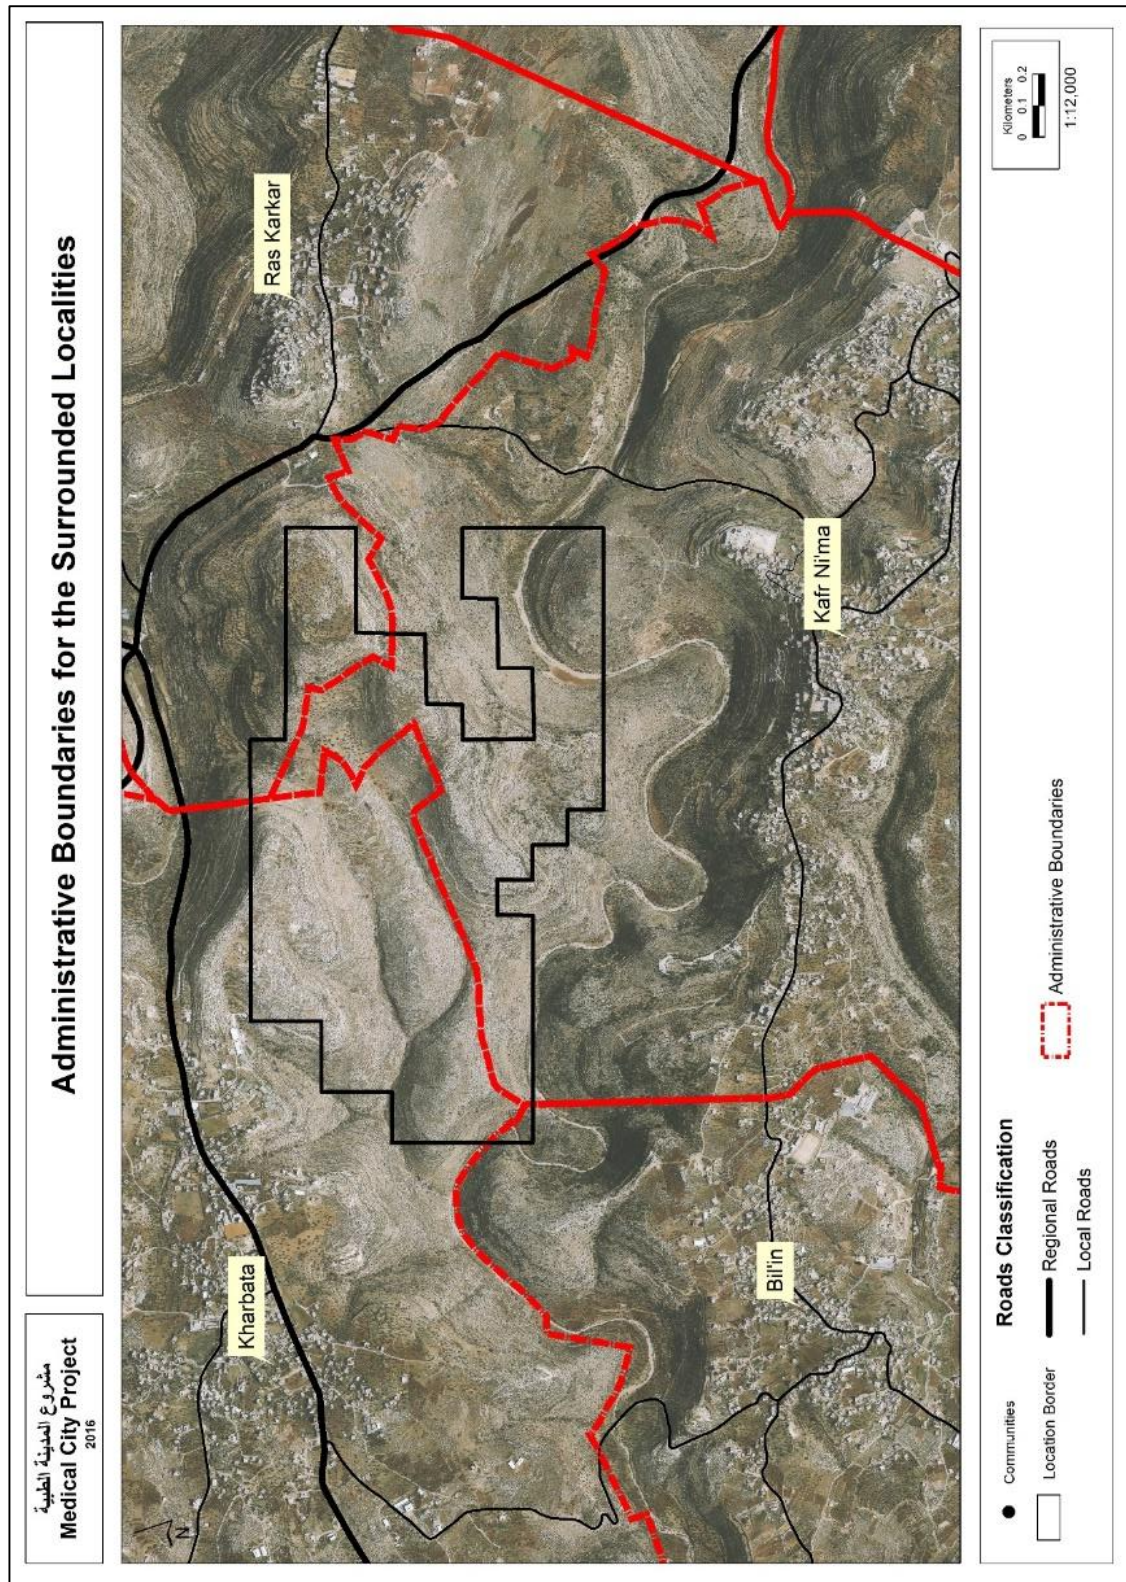 مشروع المدينة الطبية
Medical City Project
2016
Administrative Boundaries for the Surrounded Localities
N
Kharbata
Ras Karkar
Bil'in
Kafr Ni'ma
Communities
Location Border
Roads Classification
Regional Roads
Local Roads
Administrative Boundaries
Kilometers
0 0.1 0.2
1:12,000